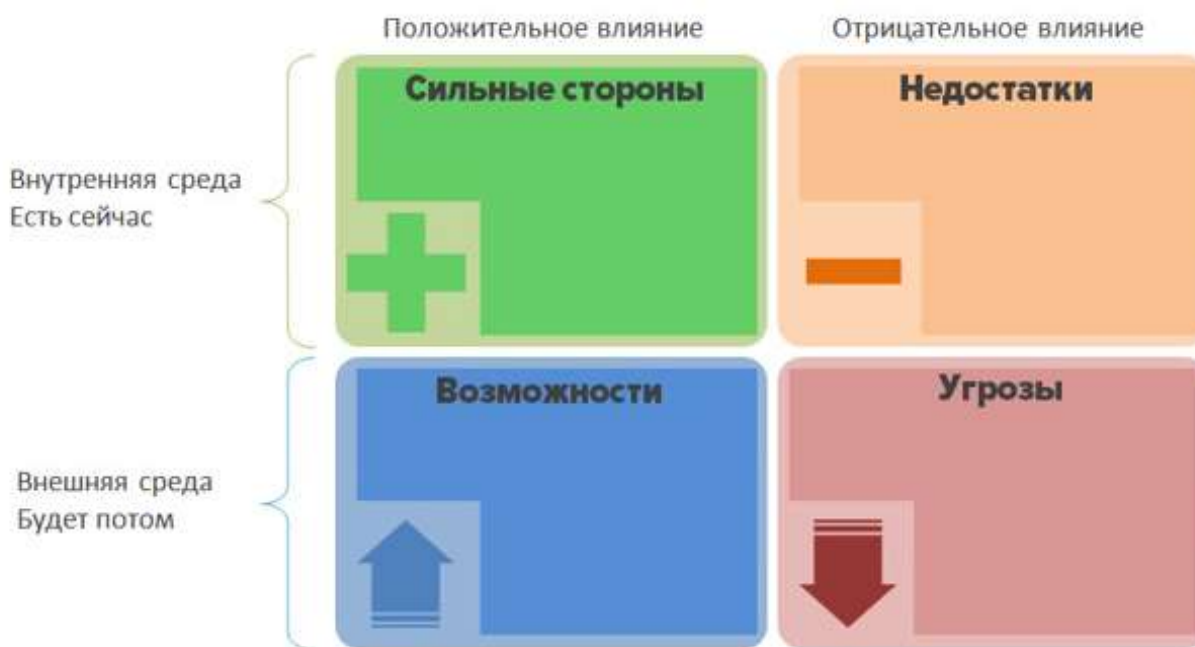 Положительное влияние
Отрицательное влияние
Сильные стороны
Недостатки
Внутренняя среда
Есть сейчас
Возможности
Угрозы
Внешняя среда
Будет потом